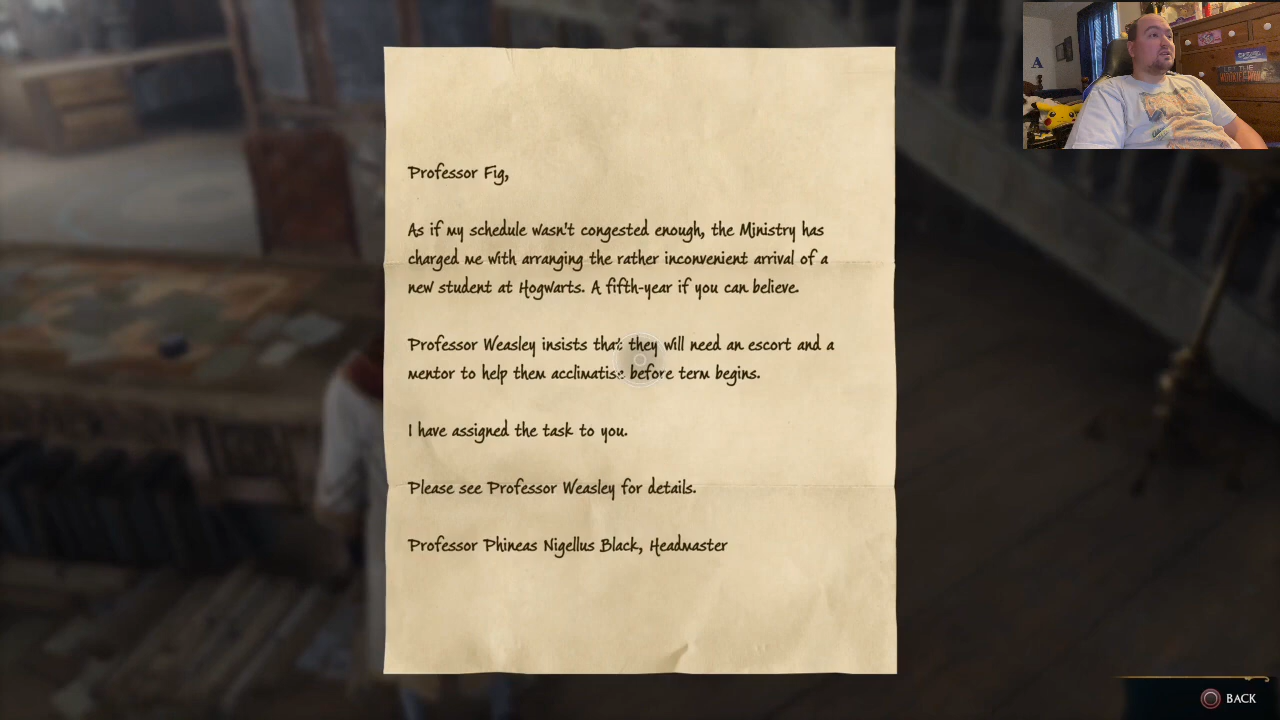 Professor Fig,
As if my schedule wasn't congested enough, the Ministry has
charged me with arranging the rather inconvenient arrival of a
new student at Hogwarts. A fifth-year if you can believe.
Professor Weasley insists that they will need an escort and a
mentor to help them acclimatise before term begins.
I have assigned the task to you.
Please see Professor Weasley for details.
Professor Phineas Nigellus Black, Headmaster
A
BACK